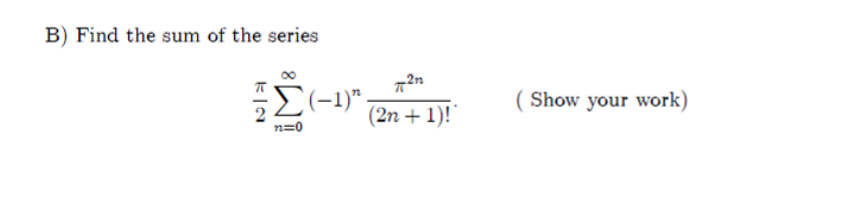 B) Find the sum of the series
π/2 ∑_{n=0}^{∞} (−1)^n π^{2n}/(2n + 1)!. ( Show your work)